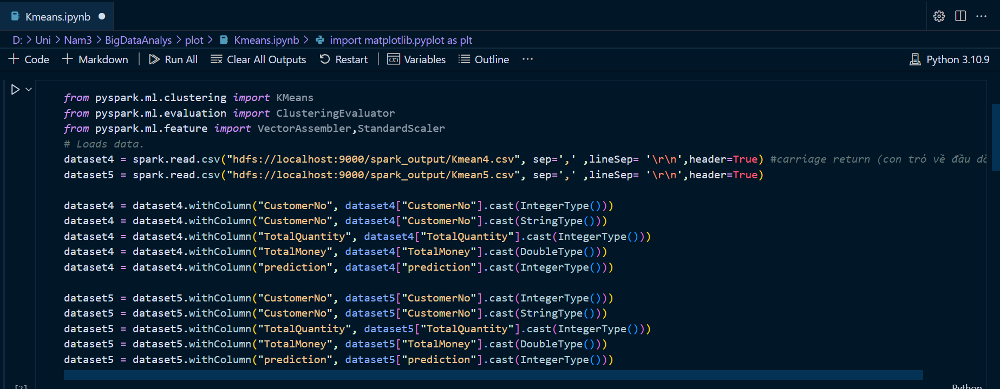 Kmeans.ipynb
D: > Uni > Nam3 > BigDataAnalys > plot > Kmeans.ipynb > import matplotlib.pyplot as plt
+ Code + Markdown | Run All Clear All Outputs Restart | Variables Outline ··· Python 3.10.9
from pyspark.ml.clustering import KMeans
from pyspark.ml.evaluation import ClusteringEvaluator
from pyspark.ml.feature import VectorAssembler,StandardScaler
# Loads data.
dataset4 = spark.read.csv("hdfs://localhost:9000/spark_output/Kmean4.csv", sep=',' ,lineSep= '\r\n',header=True) #carriage return (con trỏ về đầu dò
dataset5 = spark.read.csv("hdfs://localhost:9000/spark_output/Kmean5.csv", sep=',' ,lineSep= '\r\n',header=True)
dataset4 = dataset4.withColumn("CustomerNo", dataset4["CustomerNo"].cast(IntegerType()))
dataset4 = dataset4.withColumn("CustomerNo", dataset4["CustomerNo"].cast(StringType()))
dataset4 = dataset4.withColumn("TotalQuantity", dataset4["TotalQuantity"].cast(IntegerType()))
dataset4 = dataset4.withColumn("TotalMoney", dataset4["TotalMoney"].cast(DoubleType()))
dataset4 = dataset4.withColumn("prediction", dataset4["prediction"].cast(IntegerType()))
dataset5 = dataset5.withColumn("CustomerNo", dataset5["CustomerNo"].cast(IntegerType()))
dataset5 = dataset5.withColumn("CustomerNo", dataset5["CustomerNo"].cast(StringType()))
dataset5 = dataset5.withColumn("TotalQuantity", dataset5["TotalQuantity"].cast(IntegerType()))
dataset5 = dataset5.withColumn("TotalMoney", dataset5["TotalMoney"].cast(DoubleType()))
dataset5 = dataset5.withColumn("prediction", dataset5["prediction"].cast(IntegerType()))
Python